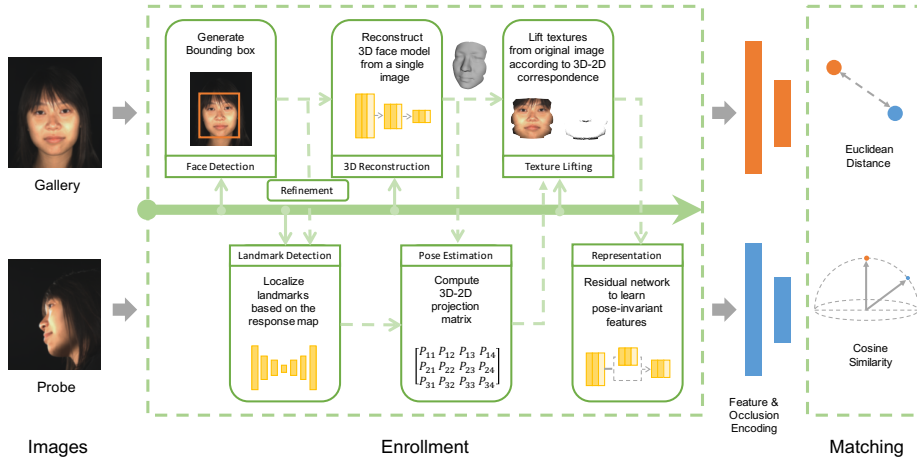 Generate
Bounding box
Face Detection
Reconstruct
3D face model
from a single
image
3D Reconstruction
Lift textures
from original image
according to 3D-2D
correspondence
Texture Lifting
Refinement
Gallery
Euclidean
Distance
Landmark Detection
Localize
landmarks
based on the
response map
Pose Estimation
Compute
3D-2D
projection
matrix
P11 P12 P13 P14
P21 P22 P23 P24
P31 P32 P33 P34
Representation
Residual network
to learn
pose-invariant
features
Probe
Cosine
Similarity
Feature &
Occlusion
Encoding
Images
Enrollment
Matching